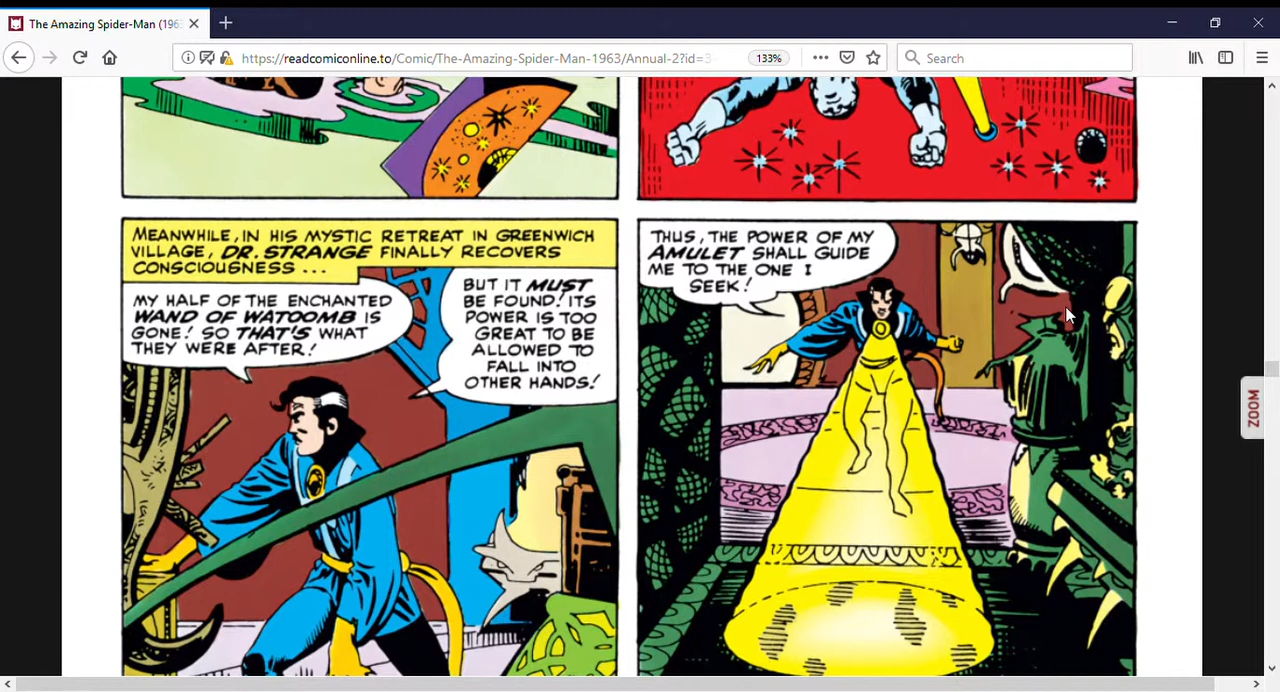 The Amazing Spider-Man (196
https://readcomiconline.to/Comic/The-Amazing-Spider-Man-1963/Annual-2?id=3
133%
Search
MEANWHILE, IN HIS MYSTIC RETREAT IN GREENWICH
VILLAGE, DR. STRANGE FINALLY RECOVERS
CONSCIOUSNESS...
MY HALF OF THE ENCHANTED
WAND OF WATOOMB IS
GONE! SO THAT'S WHAT
THEY WERE AFTER!
BUT IT MUST
BE FOUND! ITS
POWER IS TOO
GREAT TO BE
ALLOWED TO
FALL INTO
OTHER HANDS!
THUS, THE POWER OF MY
AMULET SHALL GUIDE
ME TO THE ONE I
SEEK!
ZOOM